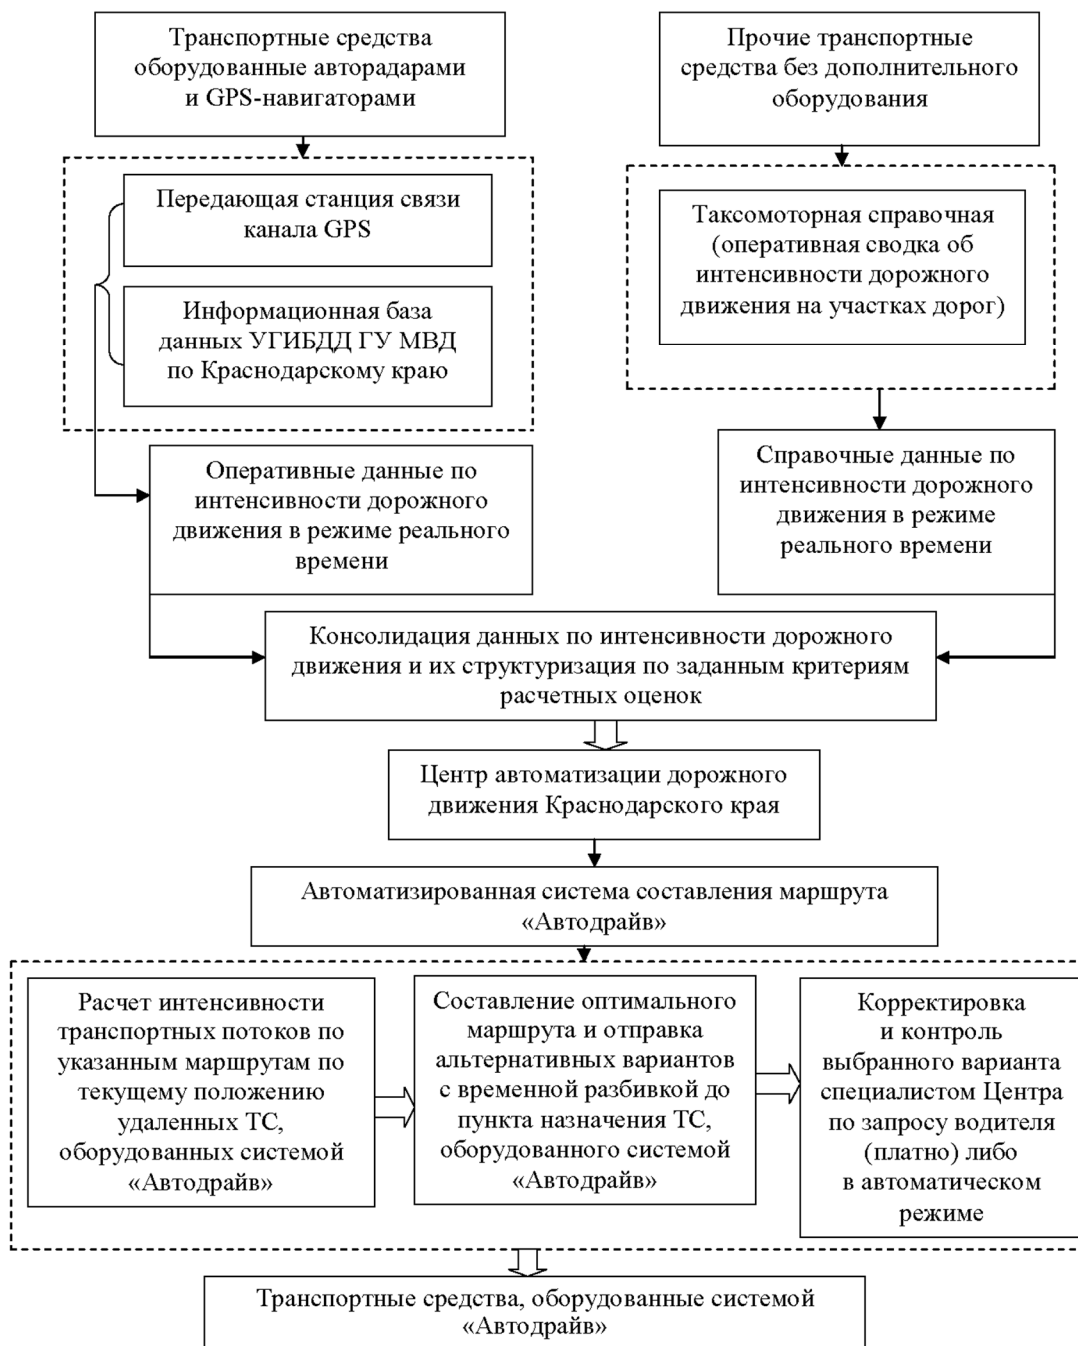 Транспортные средства
оборудованные авторадарами
и GPS-навигаторами
Прочие транспортные
средства без дополнительного
оборудования
Передающая станция связи
канала GPS
Информационная база
данных УГИБДД ГУ МВД
по Краснодарскому краю
Таксомоторная справочная
(оперативная сводка об
интенсивности дорожного
движения на участках дорог)
Оперативные данные по
интенсивности дорожного
движения в режиме реального
времени
Справочные данные по
интенсивности дорожного
движения в режиме
реального времени
Консолидация данных по интенсивности дорожного
движения и их структуризация по заданным критериям
расчетных оценок
Центр автоматизации дорожного
движения Краснодарского края
Автоматизированная система составления маршрута
«Автодрайв»
Расчет интенсивности
транспортных потоков по
указанным маршрутам по
текущему положению
удаленных ТС,
оборудованных системой
«Автодрайв»
Составление оптимального
маршрута и отправка
альтернативных вариантов
с временной разбивкой до
пункта назначения ТС,
оборудованного системой
«Автодрайв»
Корректировка
и контроль
выбранного варианта
специалистом Центра
по запросу водителя
(платно) либо
в автоматическом
режиме
Транспортные средства, оборудованные системой
«Автодрайв»